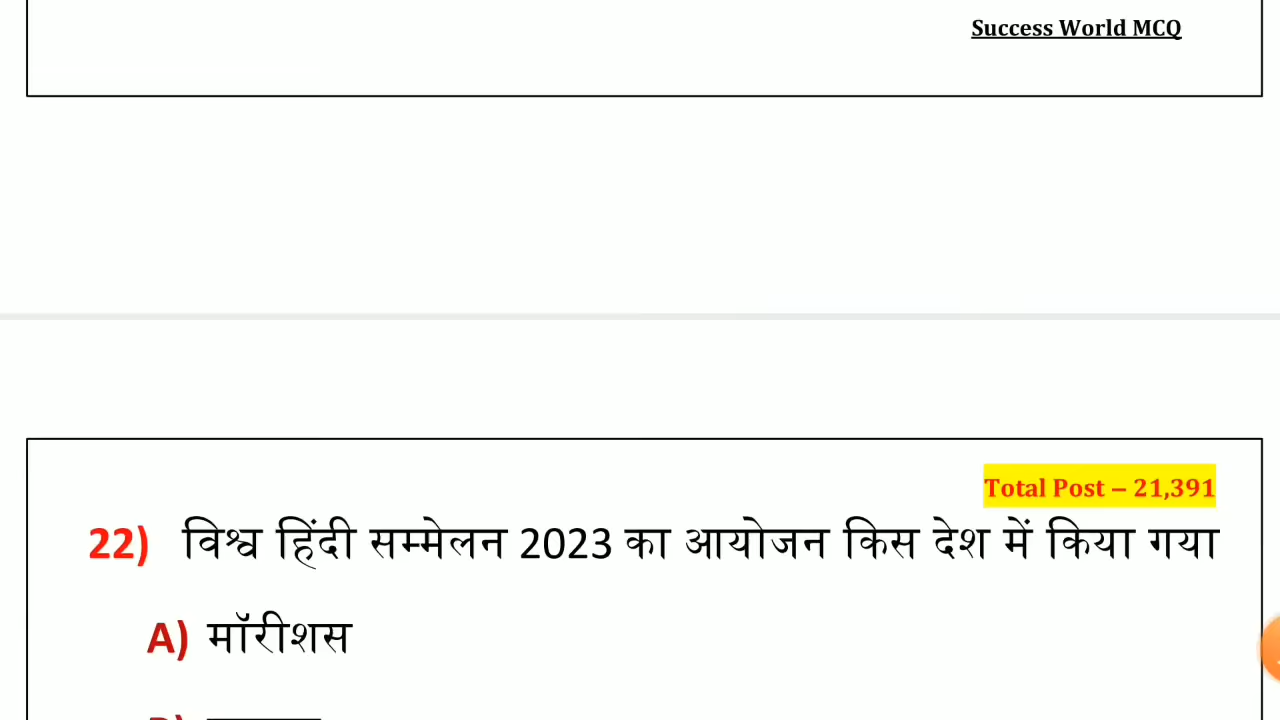 Success World MCQ
Total Post – 21,391
22) विश्व हिंदी सम्मेलन 2023 का आयोजन किस देश में किया गया
A) मॉरीशस